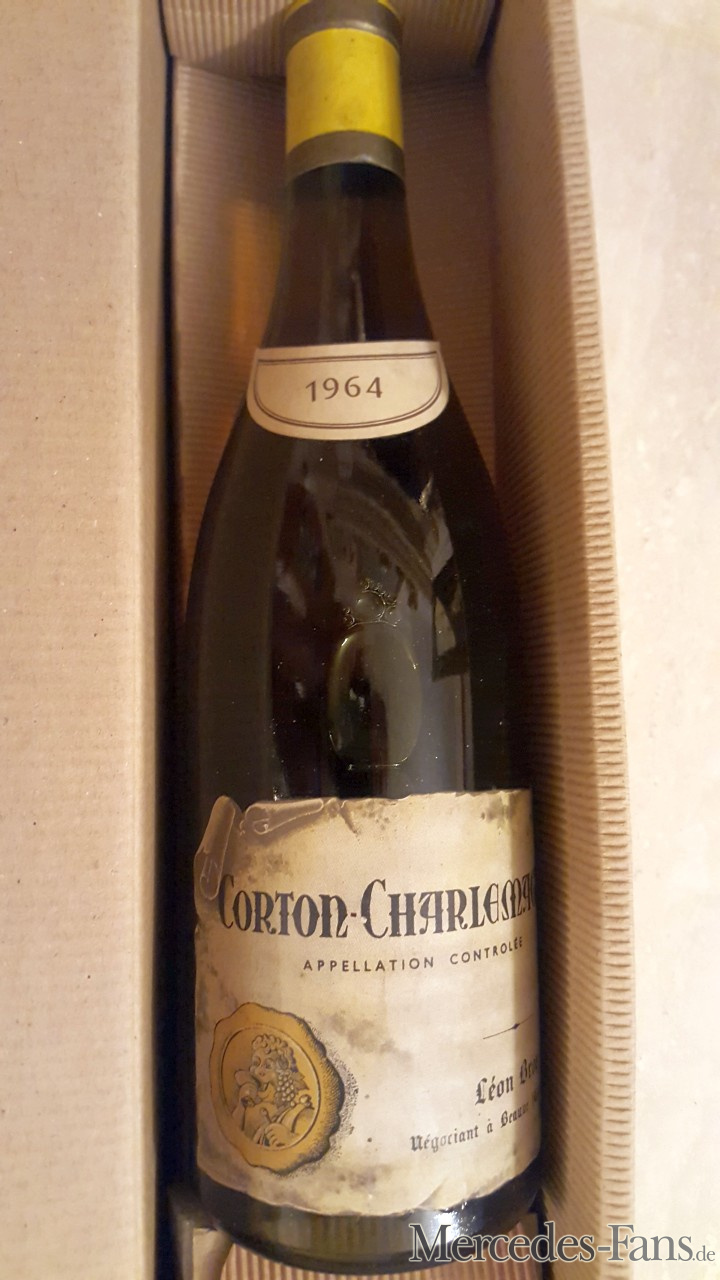 1964
CORTON-CHARLEMA
APPELLATION CONTROLÉE
Léon
Négociant à
Mercedes-Fans.de